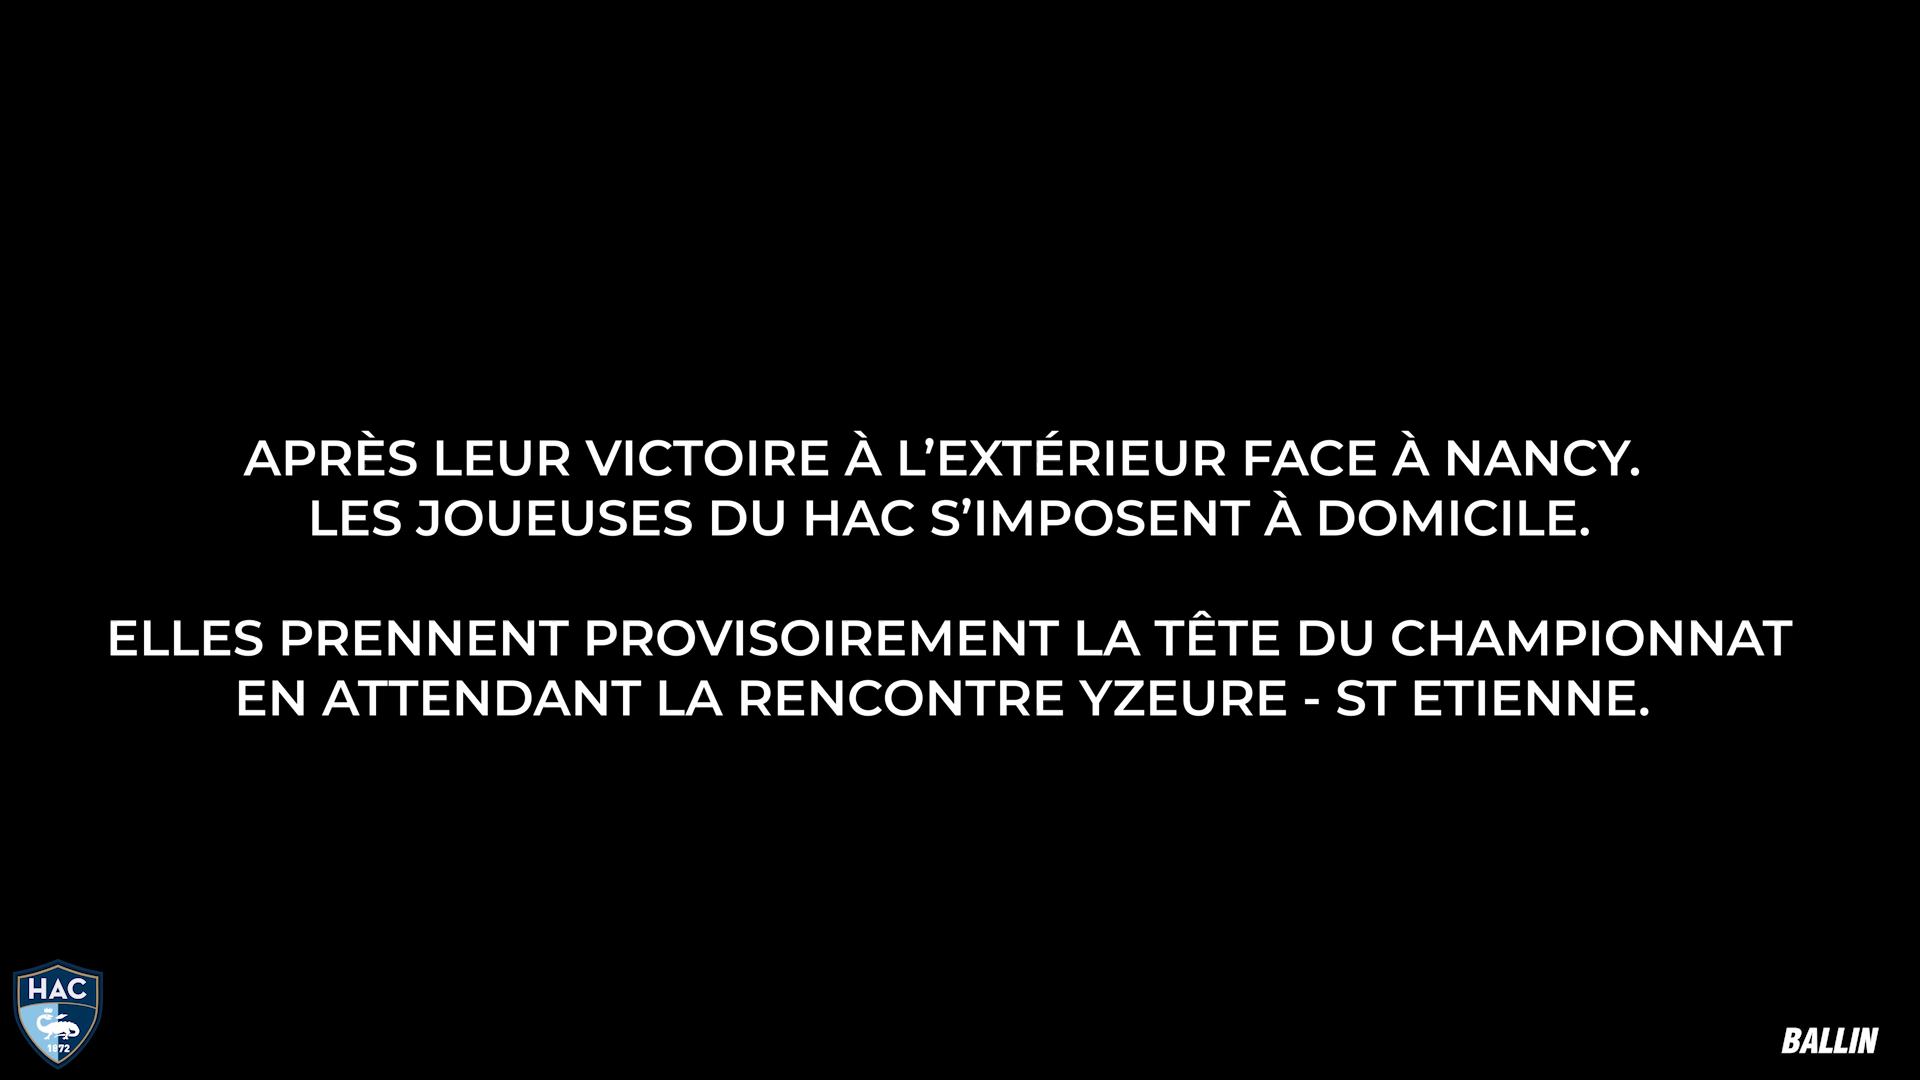 APRÈS LEUR VICTOIRE À L’EXTÉRIEUR FACE À NANCY.
LES JOUEUSES DU HAC S’IMPOSENT À DOMICILE.
ELLES PRENNENT PROVISOIREMENT LA TÊTE DU CHAMPIONNAT
EN ATTENDANT LA RENCONTRE YZEURE - ST ETIENNE.
HAC
1872
BALLIN